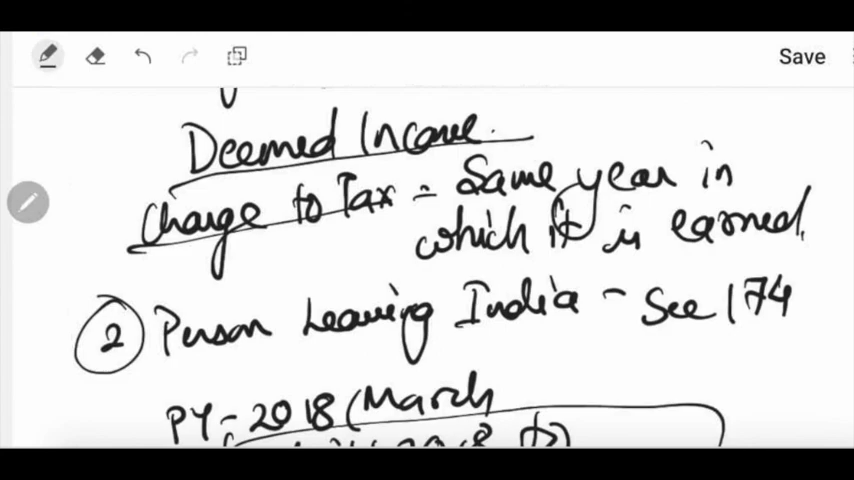 Save
Deemed Income.
Charge to Tax - Same year in
which it is earned.
2 Person Leaving India - Sec 174
PY - 2018 (March